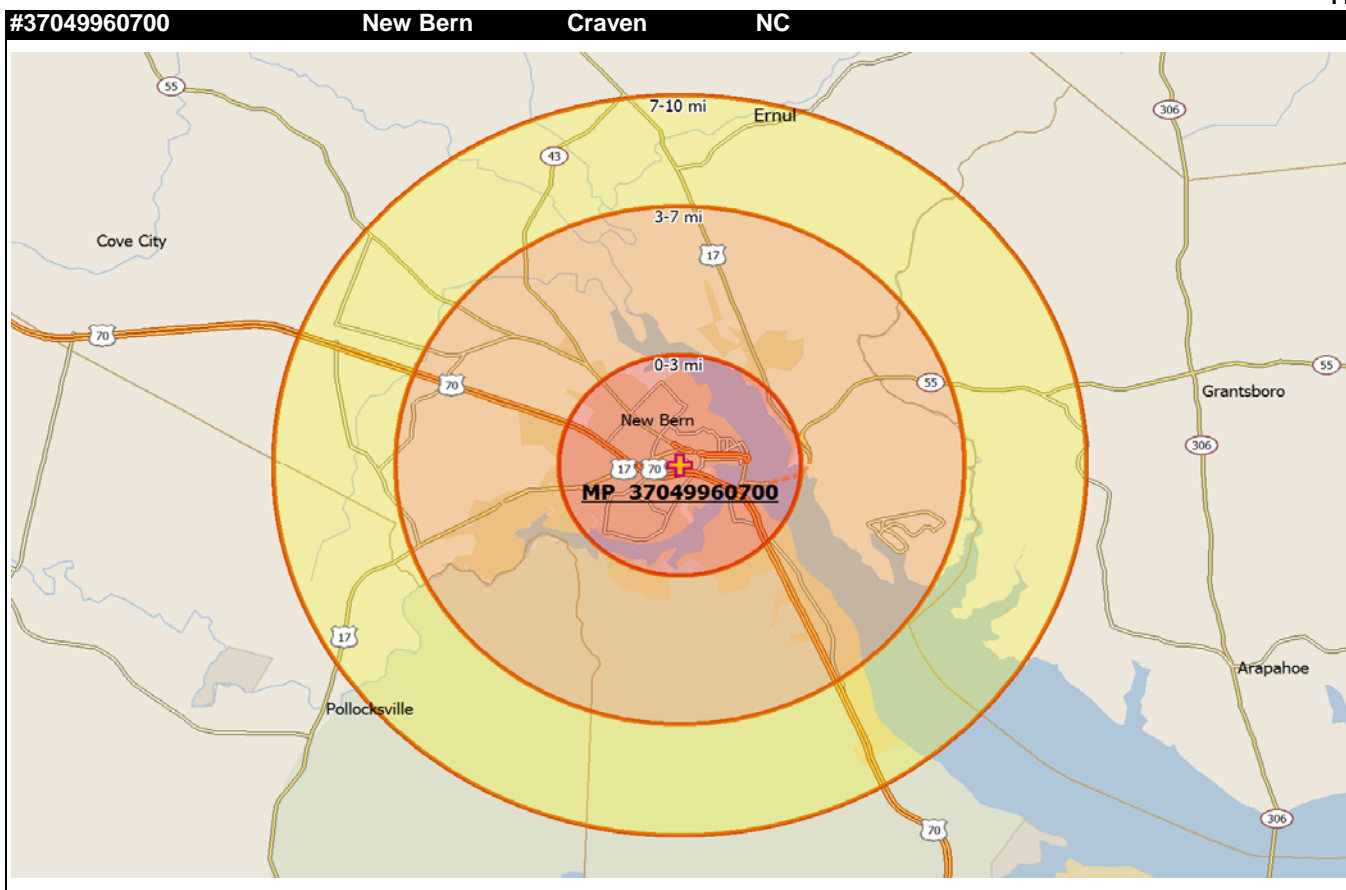 #37049960700 New Bern Craven NC
7-10 mi
Ernul
55
306
43
3-7 mi
Cove City
17
70
0-3 mi
55
70
55
Grantsboro
New Bern
306
17 70
MP 37049960700
17
Arapahoe
Pollocksville
306
70